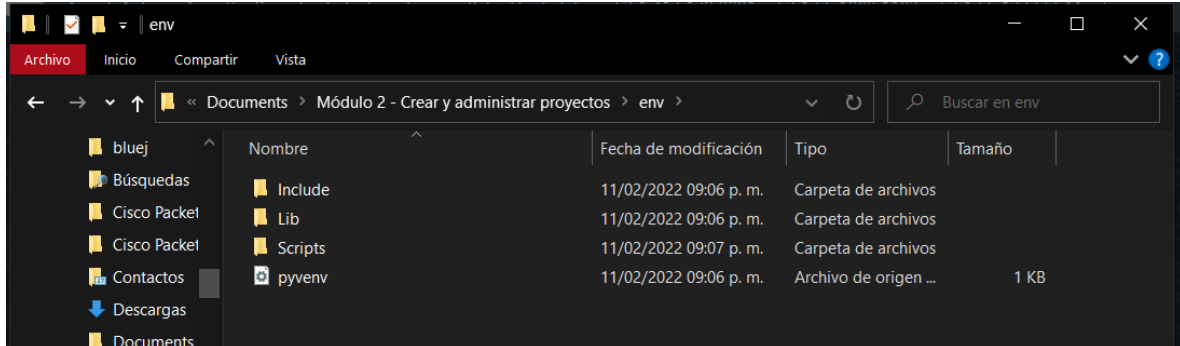 env
Archivo Inicio Compartir Vista
« Documents > Módulo 2 - Crear y administrar proyectos > env > Buscar en env
bluej
Búsquedas
Cisco Packet
Cisco Packet
Contactos
Descargas
Documents
Nombre Fecha de modificación Tipo Tamaño
Include 11/02/2022 09:06 p. m. Carpeta de archivos
Lib 11/02/2022 09:06 p. m. Carpeta de archivos
Scripts 11/02/2022 09:07 p. m. Carpeta de archivos
pyvenv 11/02/2022 09:06 p. m. Archivo de origen ... 1 KB